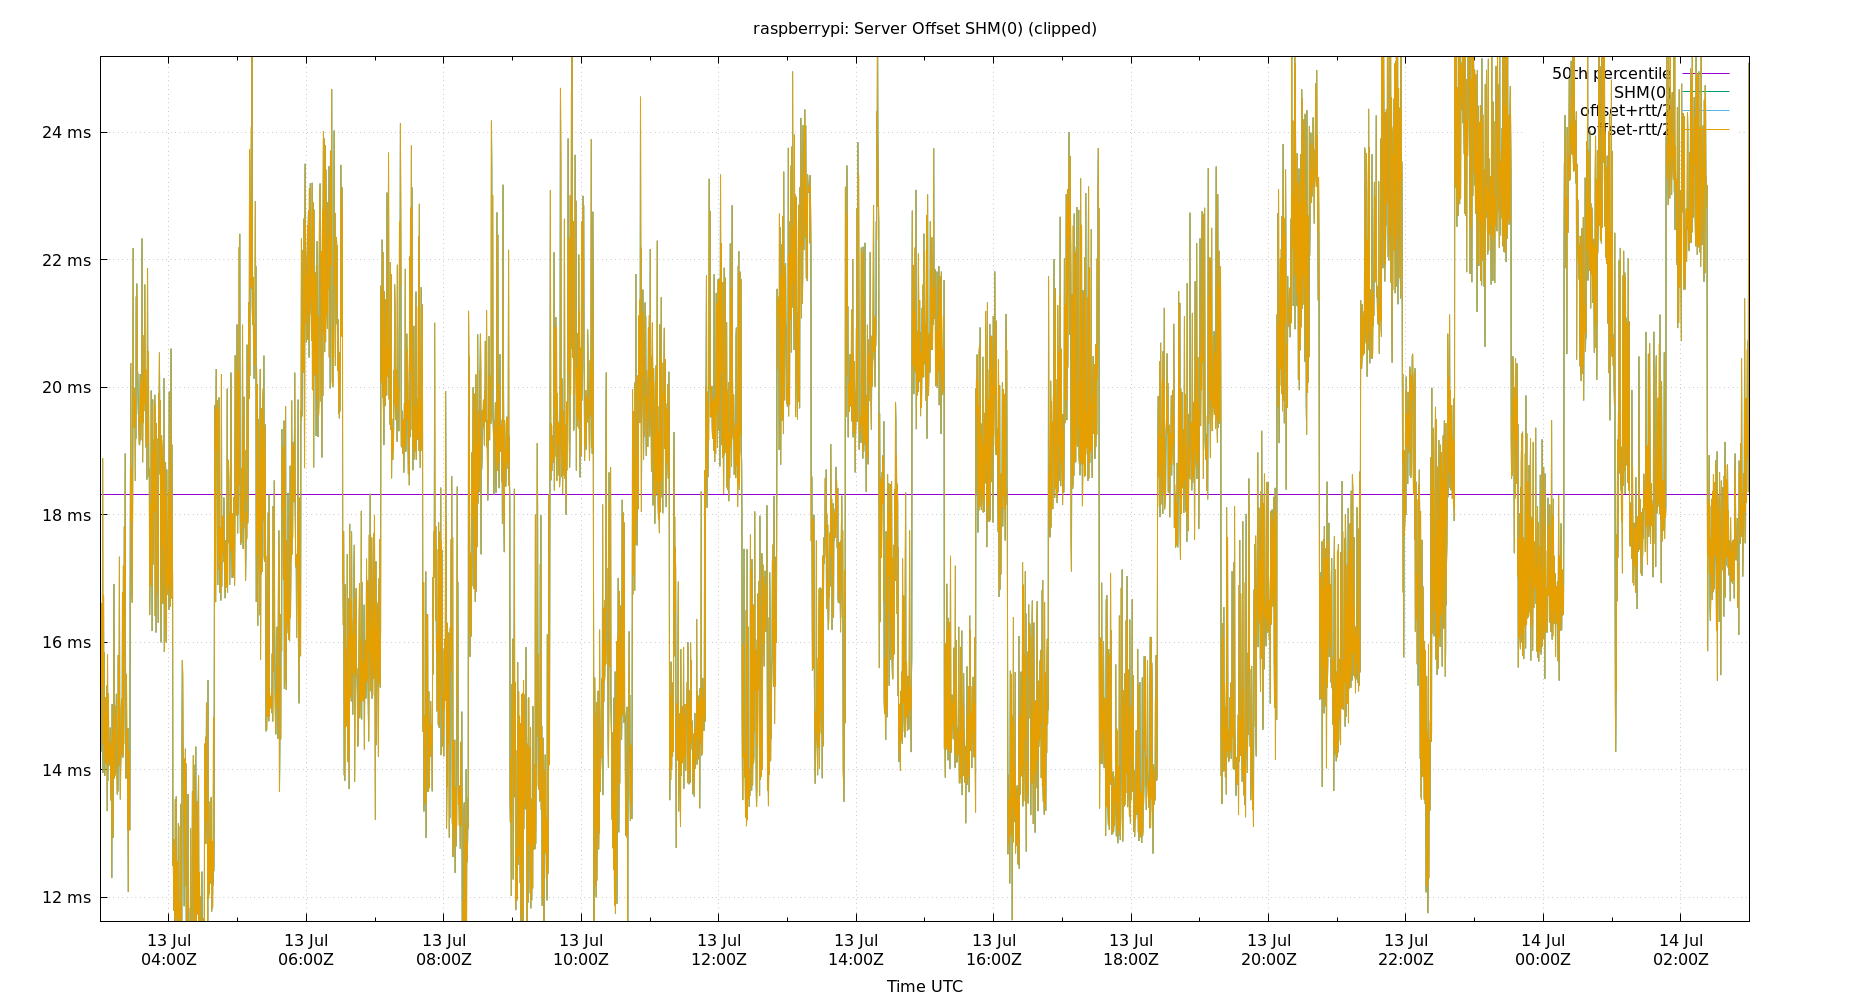 raspberrypi: Server Offset SHM(0) (clipped)
50th percentile
SHM(0)
offset+rtt/2
offset-rtt/2
24 ms
22 ms
20 ms
18 ms
16 ms
14 ms
12 ms
13 Jul 13 Jul 13 Jul 13 Jul 13 Jul 13 Jul 13 Jul 13 Jul 13 Jul 13 Jul 14 Jul 14 Jul
04:00Z 06:00Z 08:00Z 10:00Z 12:00Z 14:00Z 16:00Z 18:00Z 20:00Z 22:00Z 00:00Z 02:00Z
Time UTC